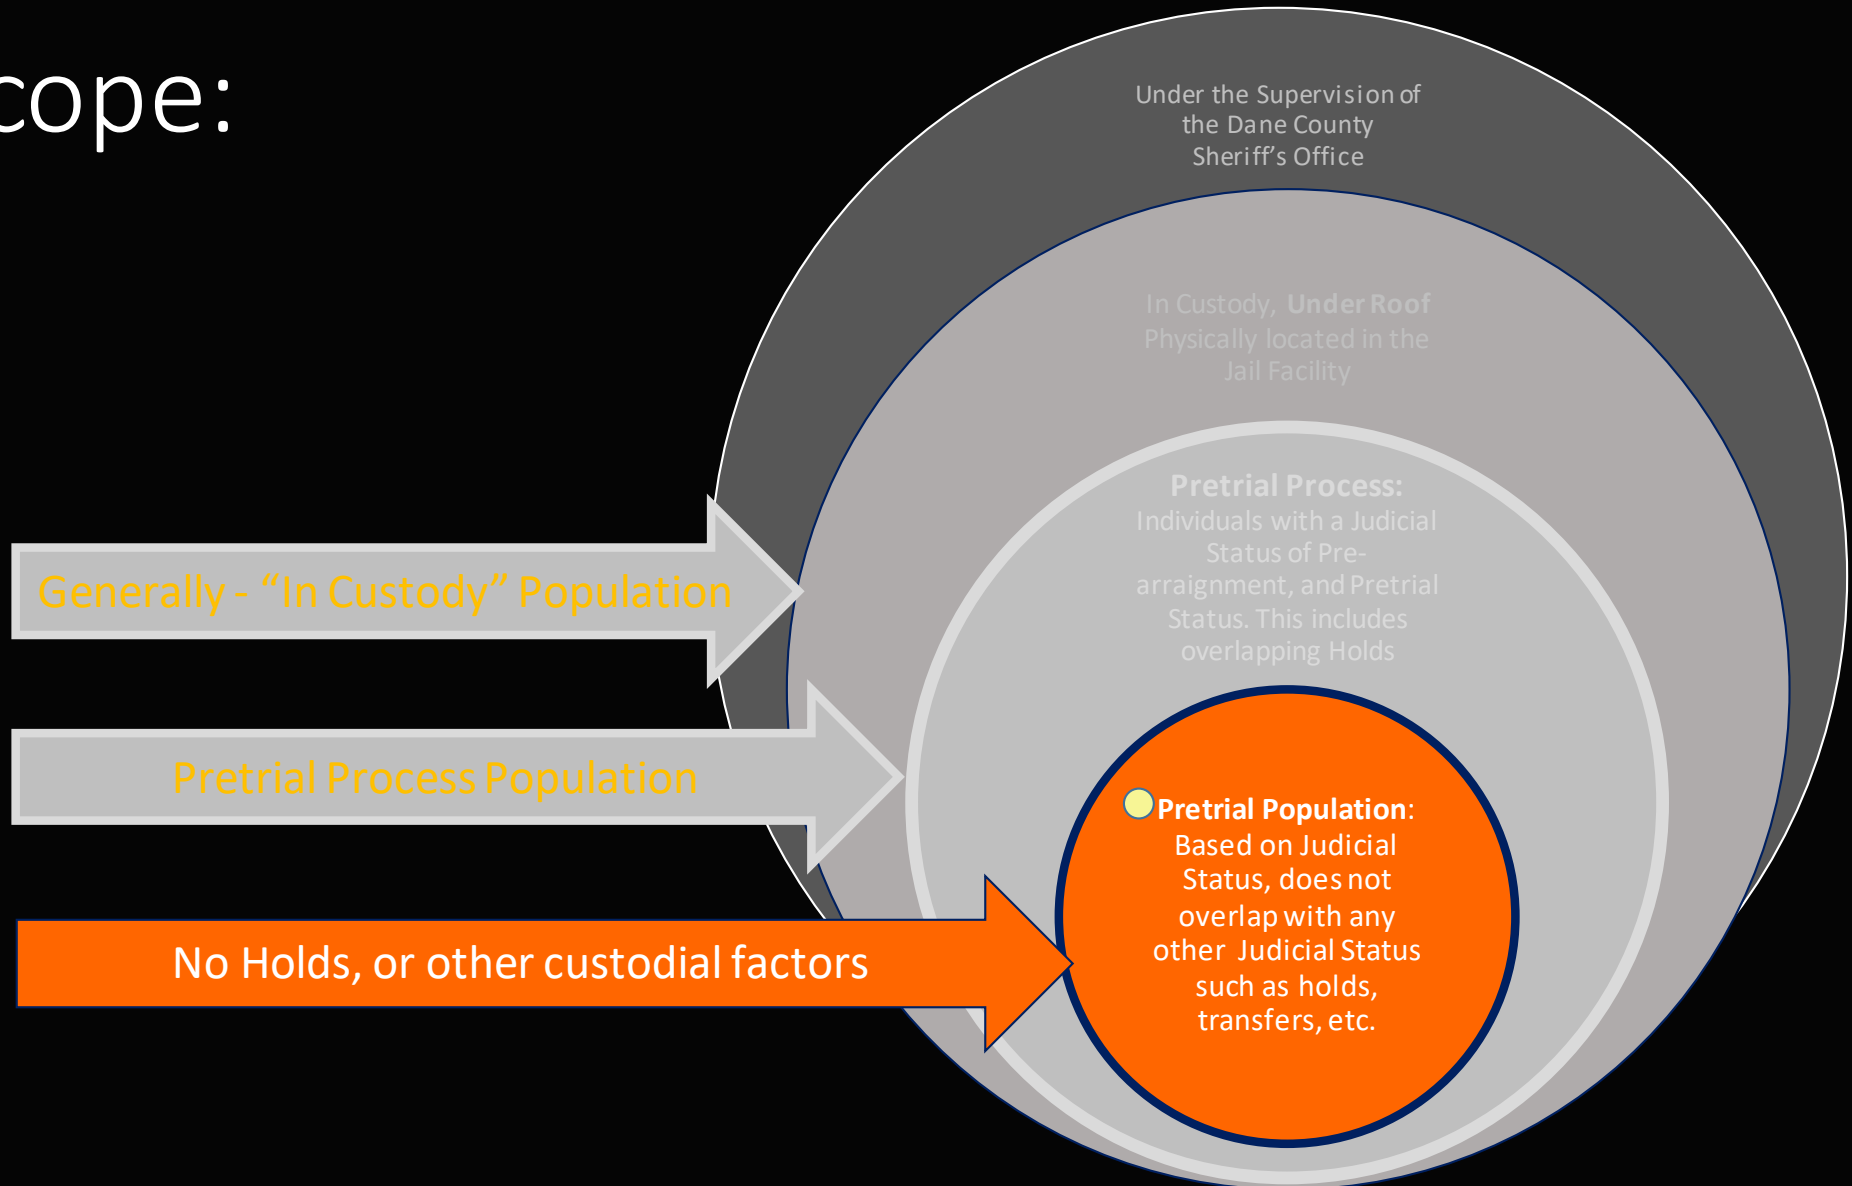 cope:
Under the Supervision of
the Dane County
Sheriff’s Office
In Custody, Under Roof
Physically located in the
Jail Facility
Pretrial Process:
Individuals with a Judicial
Status of Pre-
arraignment, and Pretrial
Status. This includes
overlapping Holds
Generally - “In Custody” Population
Pretrial Process Population
No Holds, or other custodial factors
Pretrial Population:
Based on Judicial
Status, does not
overlap with any
other Judicial Status
such as holds,
transfers, etc.